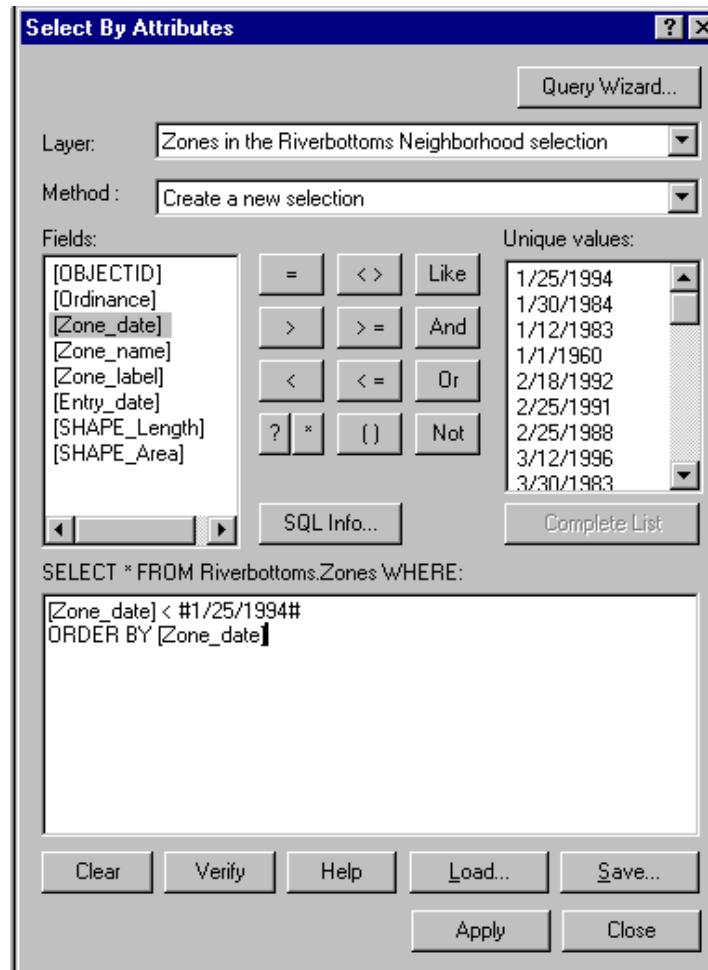 Select By Attributes
?
Query Wizard...
Layer:
Zones in the Riverbottoms Neighborhood selection
Method :
Create a new selection
Fields:
Unique values:
[OBJECTID]
[Ordinance]
[Zone_date]
[Zone_name]
[Zone_label]
[Entry_date]
[SHAPE_Length]
[SHAPE_Area]
= < > Like
> > = And
< < = Or
? * ( ) Not
1/25/1994
1/30/1984
1/12/1983
1/1/1960
2/18/1992
2/25/1991
2/25/1988
3/12/1996
3/30/1983
SQL Info...
Complete List
SELECT * FROM Riverbottoms.Zones WHERE:
[Zone_date] < #1/25/1994#
ORDER BY [Zone_date]
Clear
Verify
Help
Load...
Save...
Apply
Close